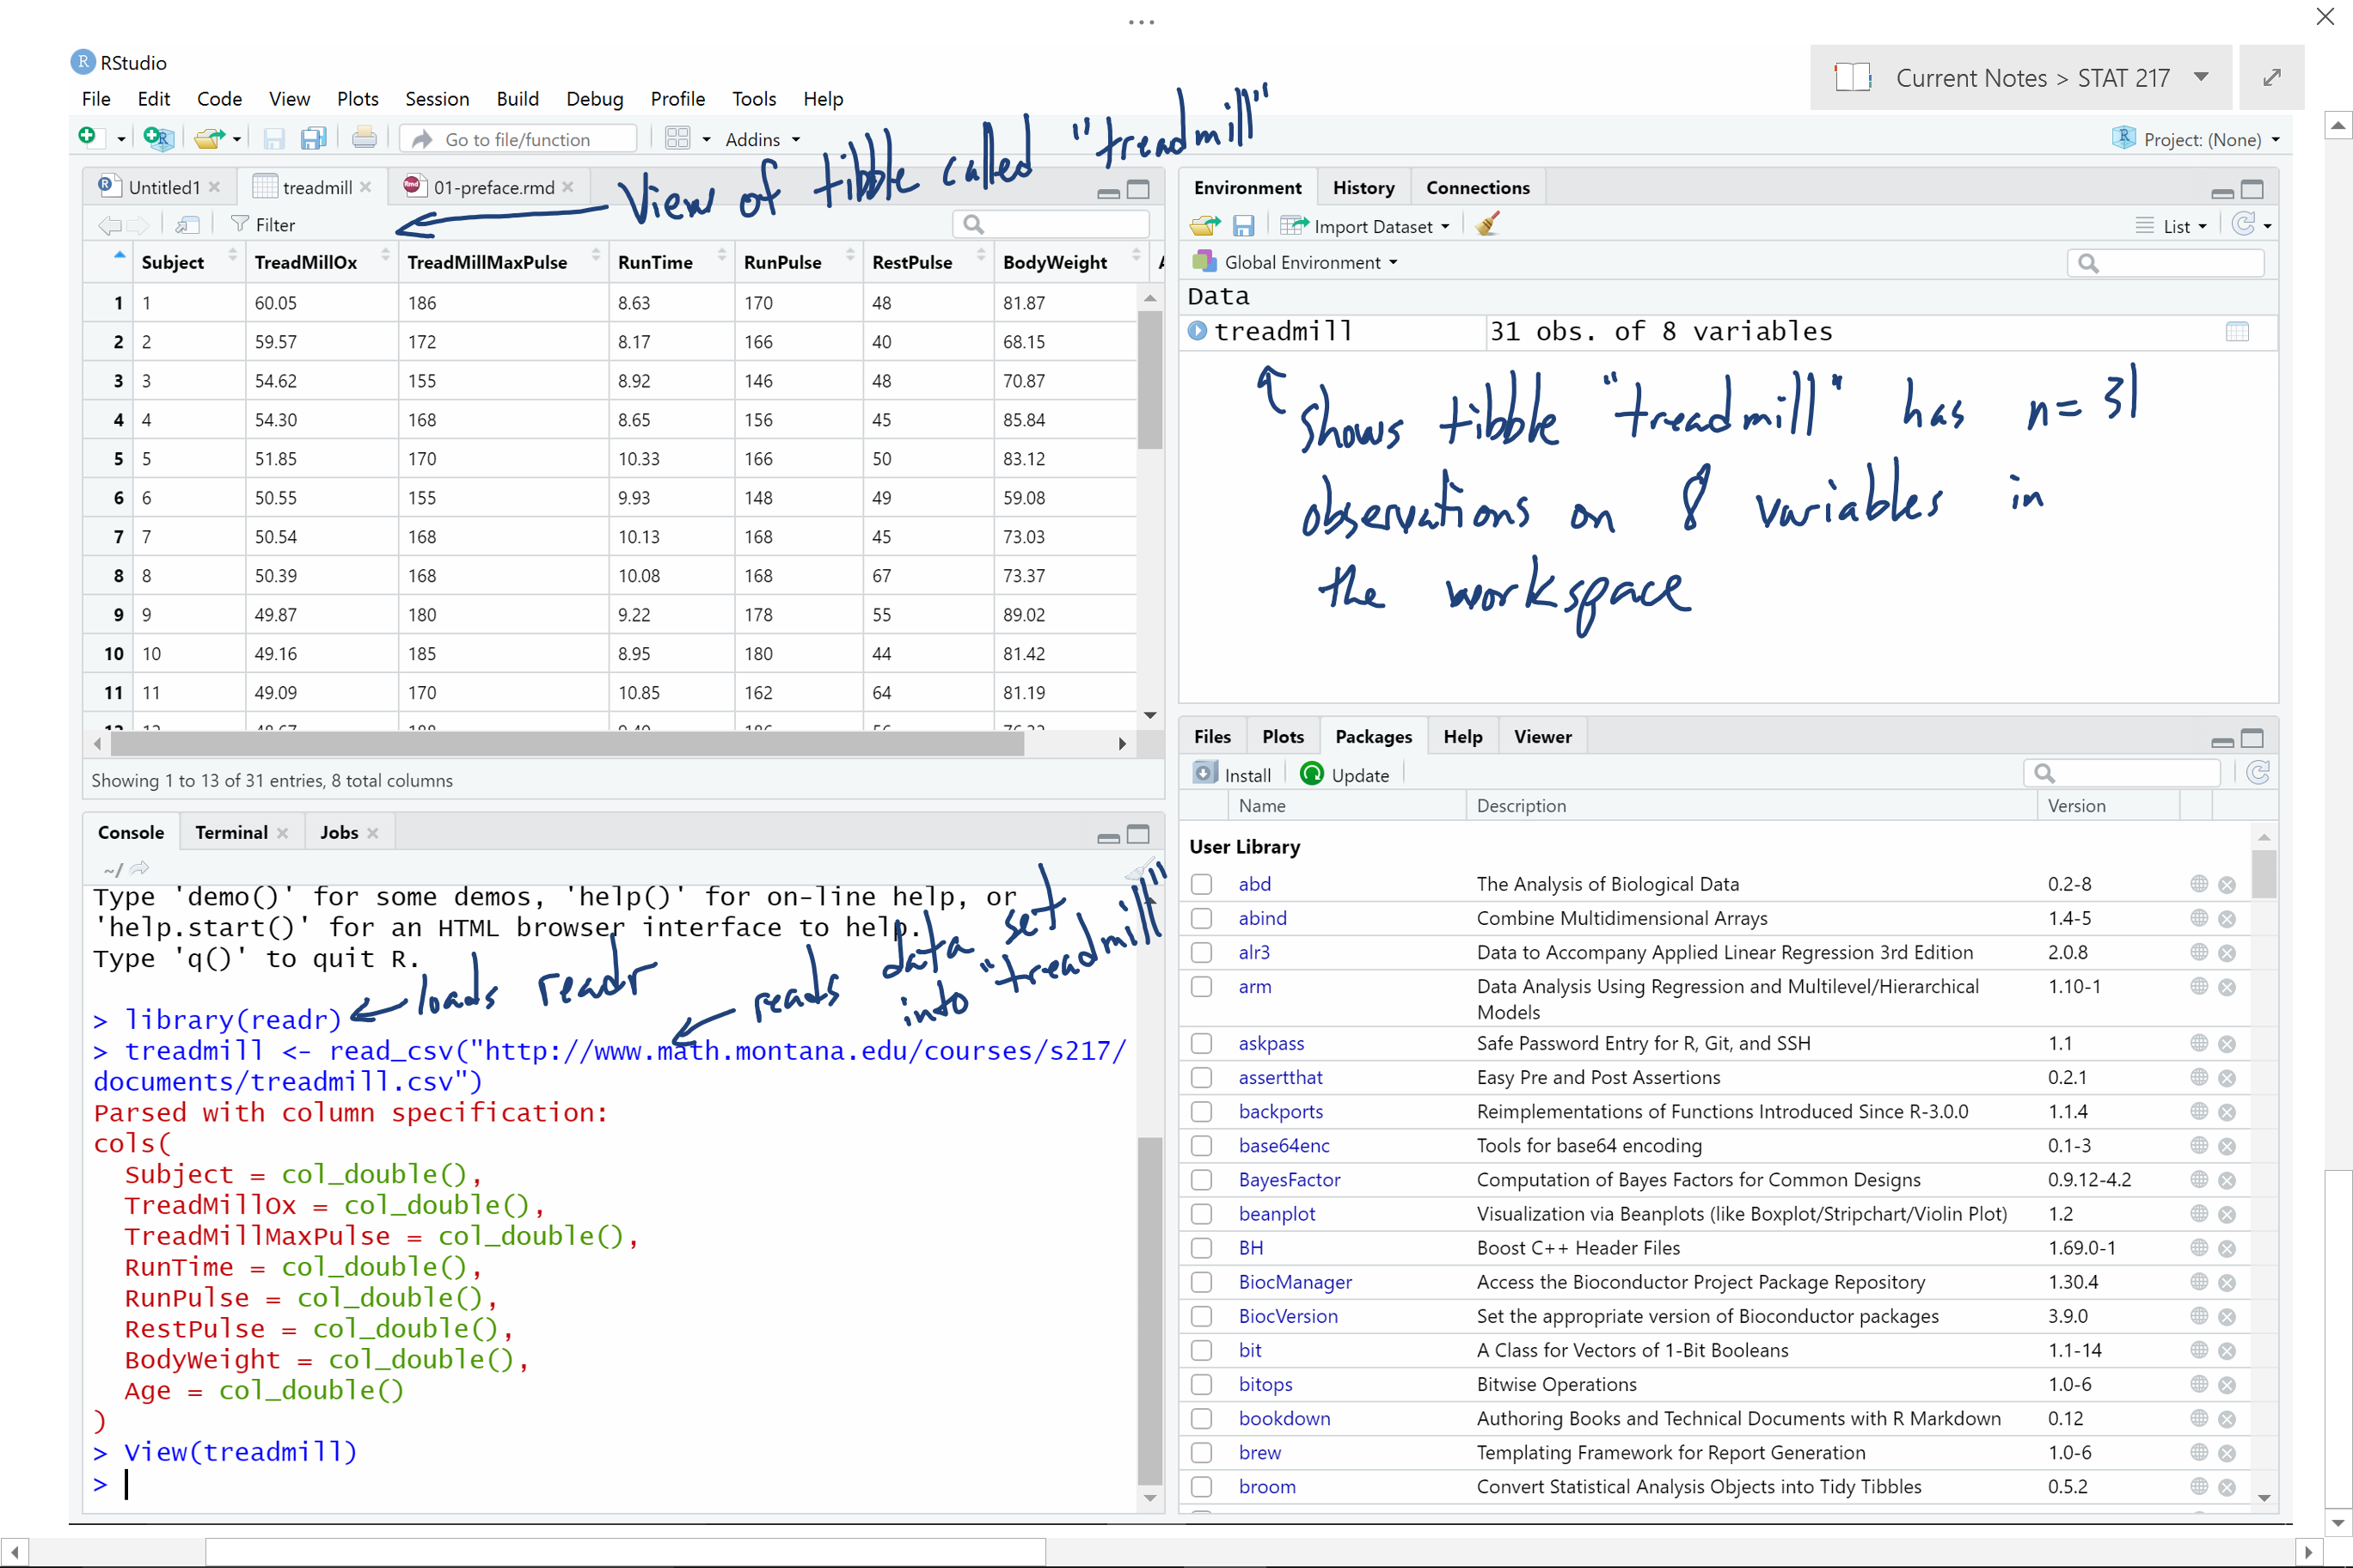 ...
RStudio
Current Notes > STAT 217
File Edit Code View Plots Session Build Debug Profile Tools Help
Go to file/function Addins
Project: (None)
View of tibble called "treadmill"
Untitled1 treadmill 01-preface.rmd
Filter
Subject TreadMillOx TreadMillMaxPulse RunTime RunPulse RestPulse BodyWeight
1 1 60.05 186 8.63 170 48 81.87
2 2 59.57 172 8.17 166 40 68.15
3 3 54.62 155 8.92 146 48 70.87
4 4 54.30 168 8.65 156 45 85.84
5 5 51.85 170 10.33 166 50 83.12
6 6 50.55 155 9.93 148 49 59.08
7 7 50.54 168 10.13 168 45 73.03
8 8 50.39 168 10.08 168 67 73.37
9 9 49.87 180 9.22 178 55 89.02
10 10 49.16 185 8.95 180 44 81.42
11 11 49.09 170 10.85 162 64 81.19
Showing 1 to 13 of 31 entries, 8 total columns
Environment History Connections
Import Dataset List
Global Environment
Data
treadmill 31 obs. of 8 variables
shows tibble "treadmill" has n=31
observations on 8 variables in
the workspace
Console Terminal Jobs
~/
Type 'demo()' for some demos, 'help()' for on-line help, or
'help.start()' for an HTML browser interface to help.
Type 'q()' to quit R.
loads readr
reads data set
into "treadmill"
> library(readr)
> treadmill <- read_csv("http://www.math.montana.edu/courses/s217/
documents/treadmill.csv")
Parsed with column specification:
cols(
Subject = col_double(),
TreadMillOx = col_double(),
TreadMillMaxPulse = col_double(),
RunTime = col_double(),
RunPulse = col_double(),
RestPulse = col_double(),
BodyWeight = col_double(),
Age = col_double()
)
> View(treadmill)
>
Files Plots Packages Help Viewer
Install Update
Name Description Version
User Library
abd The Analysis of Biological Data 0.2-8
abind Combine Multidimensional Arrays 1.4-5
alr3 Data to Accompany Applied Linear Regression 3rd Edition 2.0.8
arm Data Analysis Using Regression and Multilevel/Hierarchical 1.10-1
Models
askpass Safe Password Entry for R, Git, and SSH 1.1
assertthat Easy Pre and Post Assertions 0.2.1
backports Reimplementations of Functions Introduced Since R-3.0.0 1.1.4
base64enc Tools for base64 encoding 0.1-3
BayesFactor Computation of Bayes Factors for Common Designs 0.9.12-4.2
beanplot Visualization via Beanplots (like Boxplot/Stripchart/Violin Plot) 1.2
BH Boost C++ Header Files 1.69.0-1
BiocManager Access the Bioconductor Project Package Repository 1.30.4
BiocVersion Set the appropriate version of Bioconductor packages 3.9.0
bit A Class for Vectors of 1-Bit Booleans 1.1-14
bitops Bitwise Operations 1.0-6
bookdown Authoring Books and Technical Documents with R Markdown 0.12
brew Templating Framework for Report Generation 1.0-6
broom Convert Statistical Analysis Objects into Tidy Tibbles 0.5.2